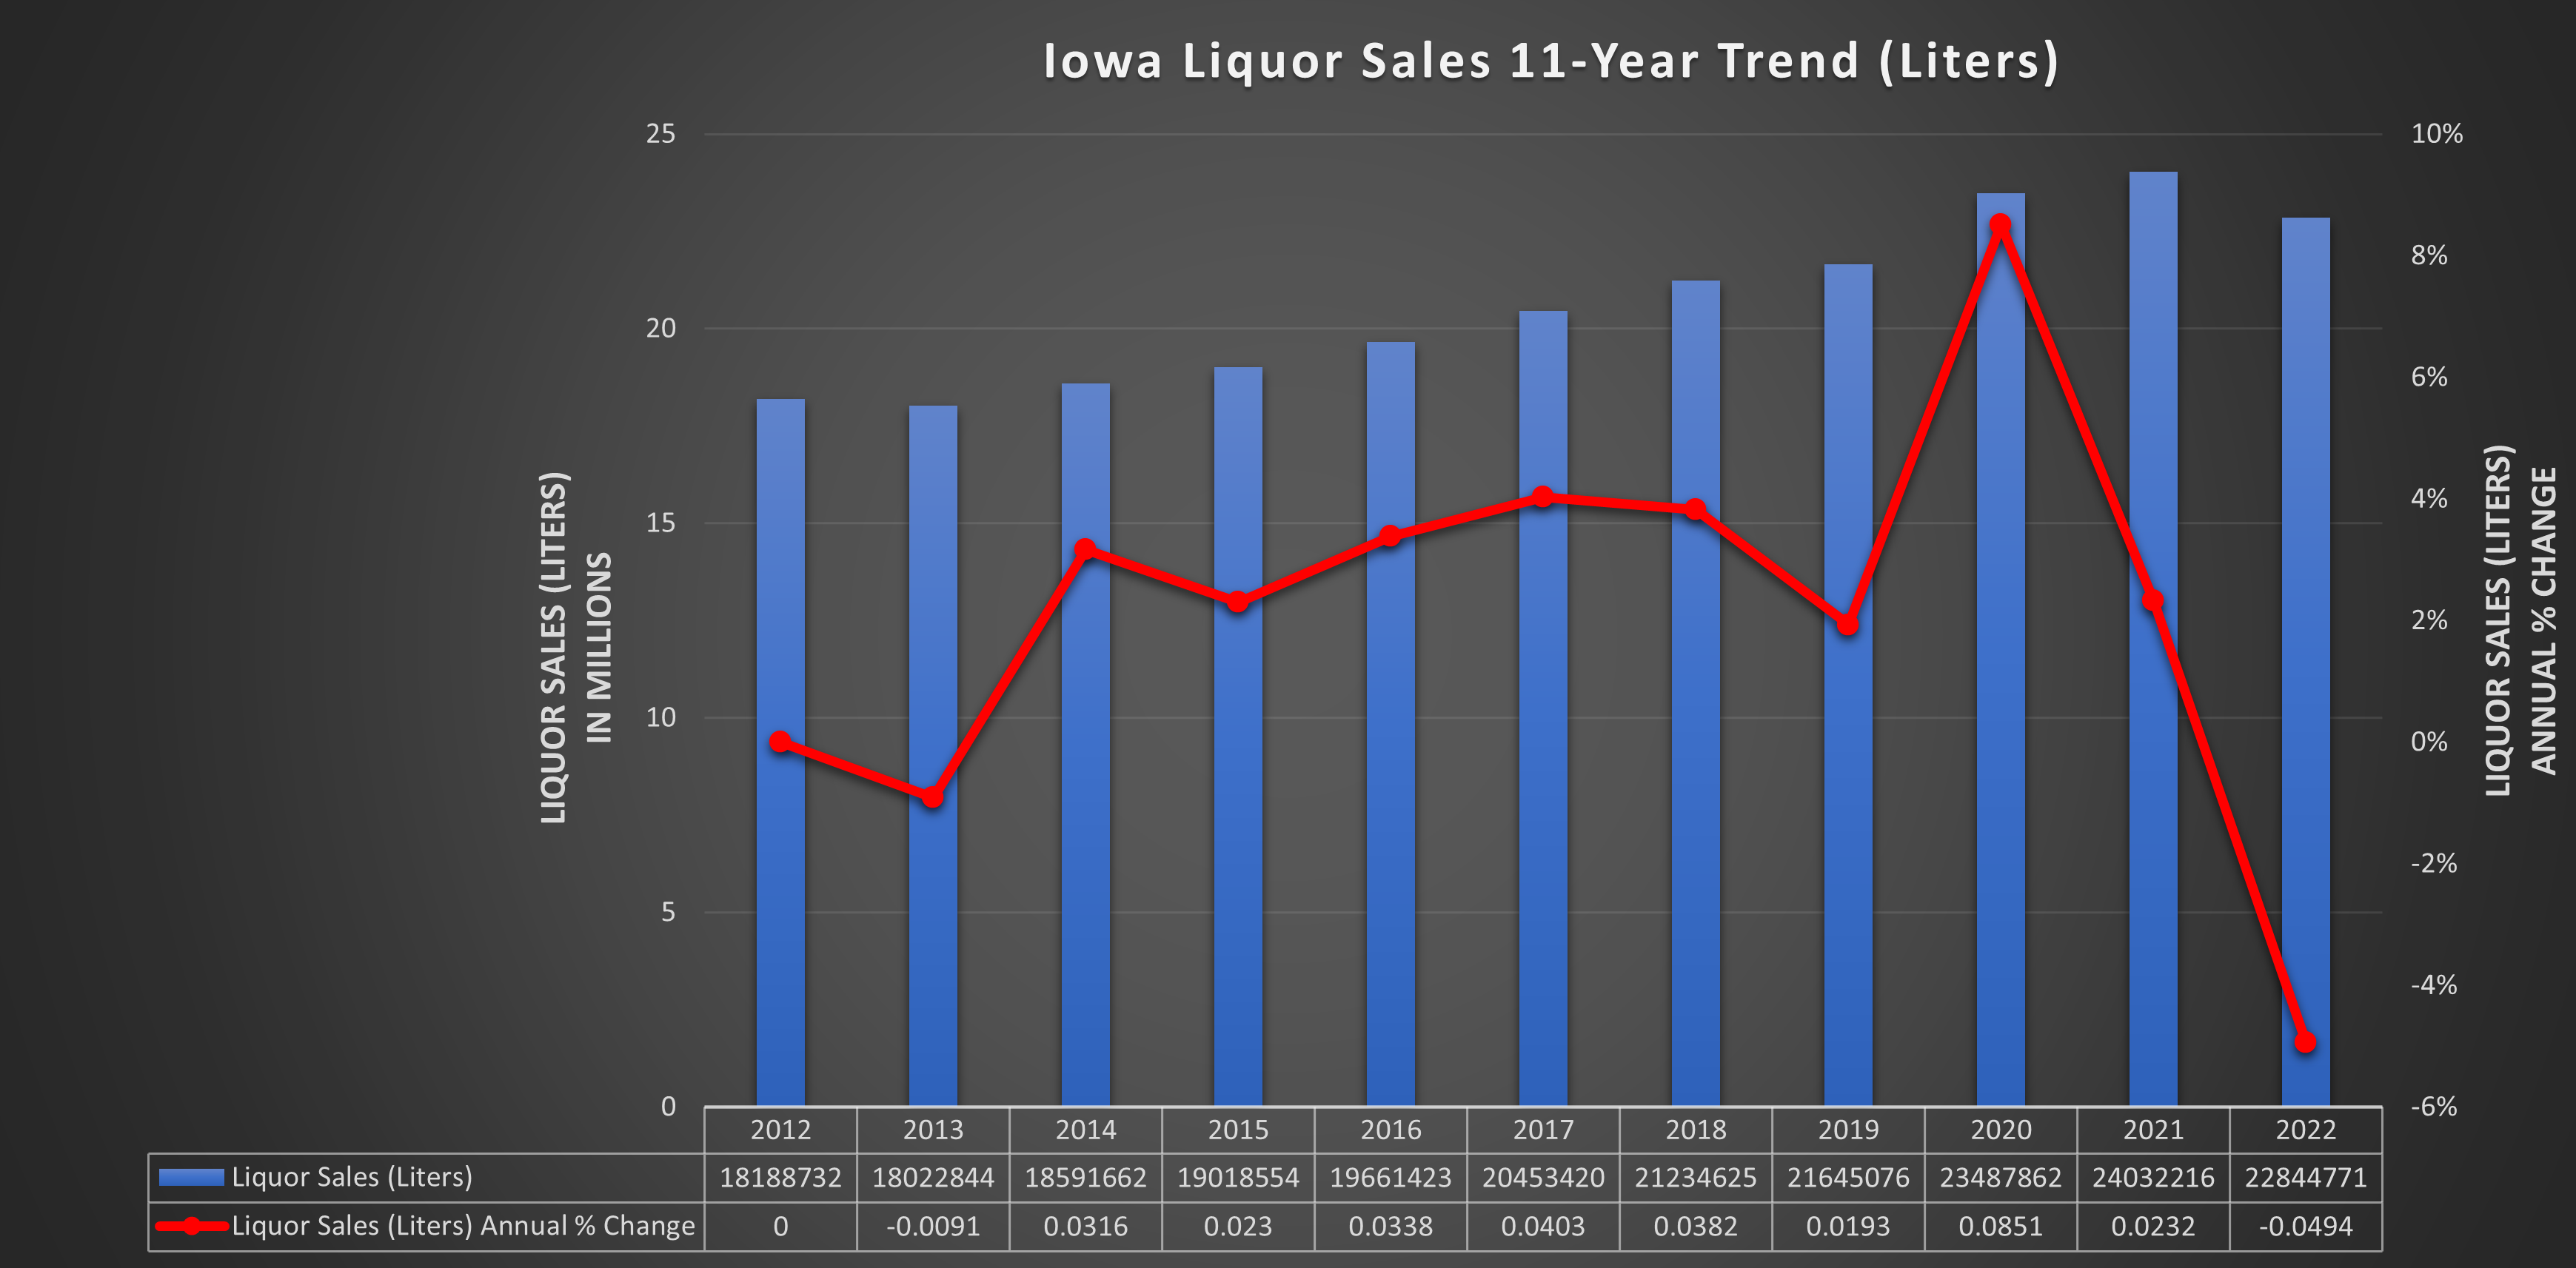 Iowa Liquor Sales 11-Year Trend (Liters)
25
20
15
10
5
0
LIQUOR SALES (LITERS)
IN MILLIONS
10%
8%
6%
4%
2%
0%
-2%
-4%
-6%
LIQUOR SALES (LITERS)
ANNUAL % CHANGE
2012 2013 2014 2015 2016 2017 2018 2019 2020 2021 2022
Liquor Sales (Liters) 18188732 18022844 18591662 19018554 19661423 20453420 21234625 21645076 23487862 24032216 22844771
Liquor Sales (Liters) Annual % Change 0 -0.0091 0.0316 0.023 0.0338 0.0403 0.0382 0.0193 0.0851 0.0232 -0.0494